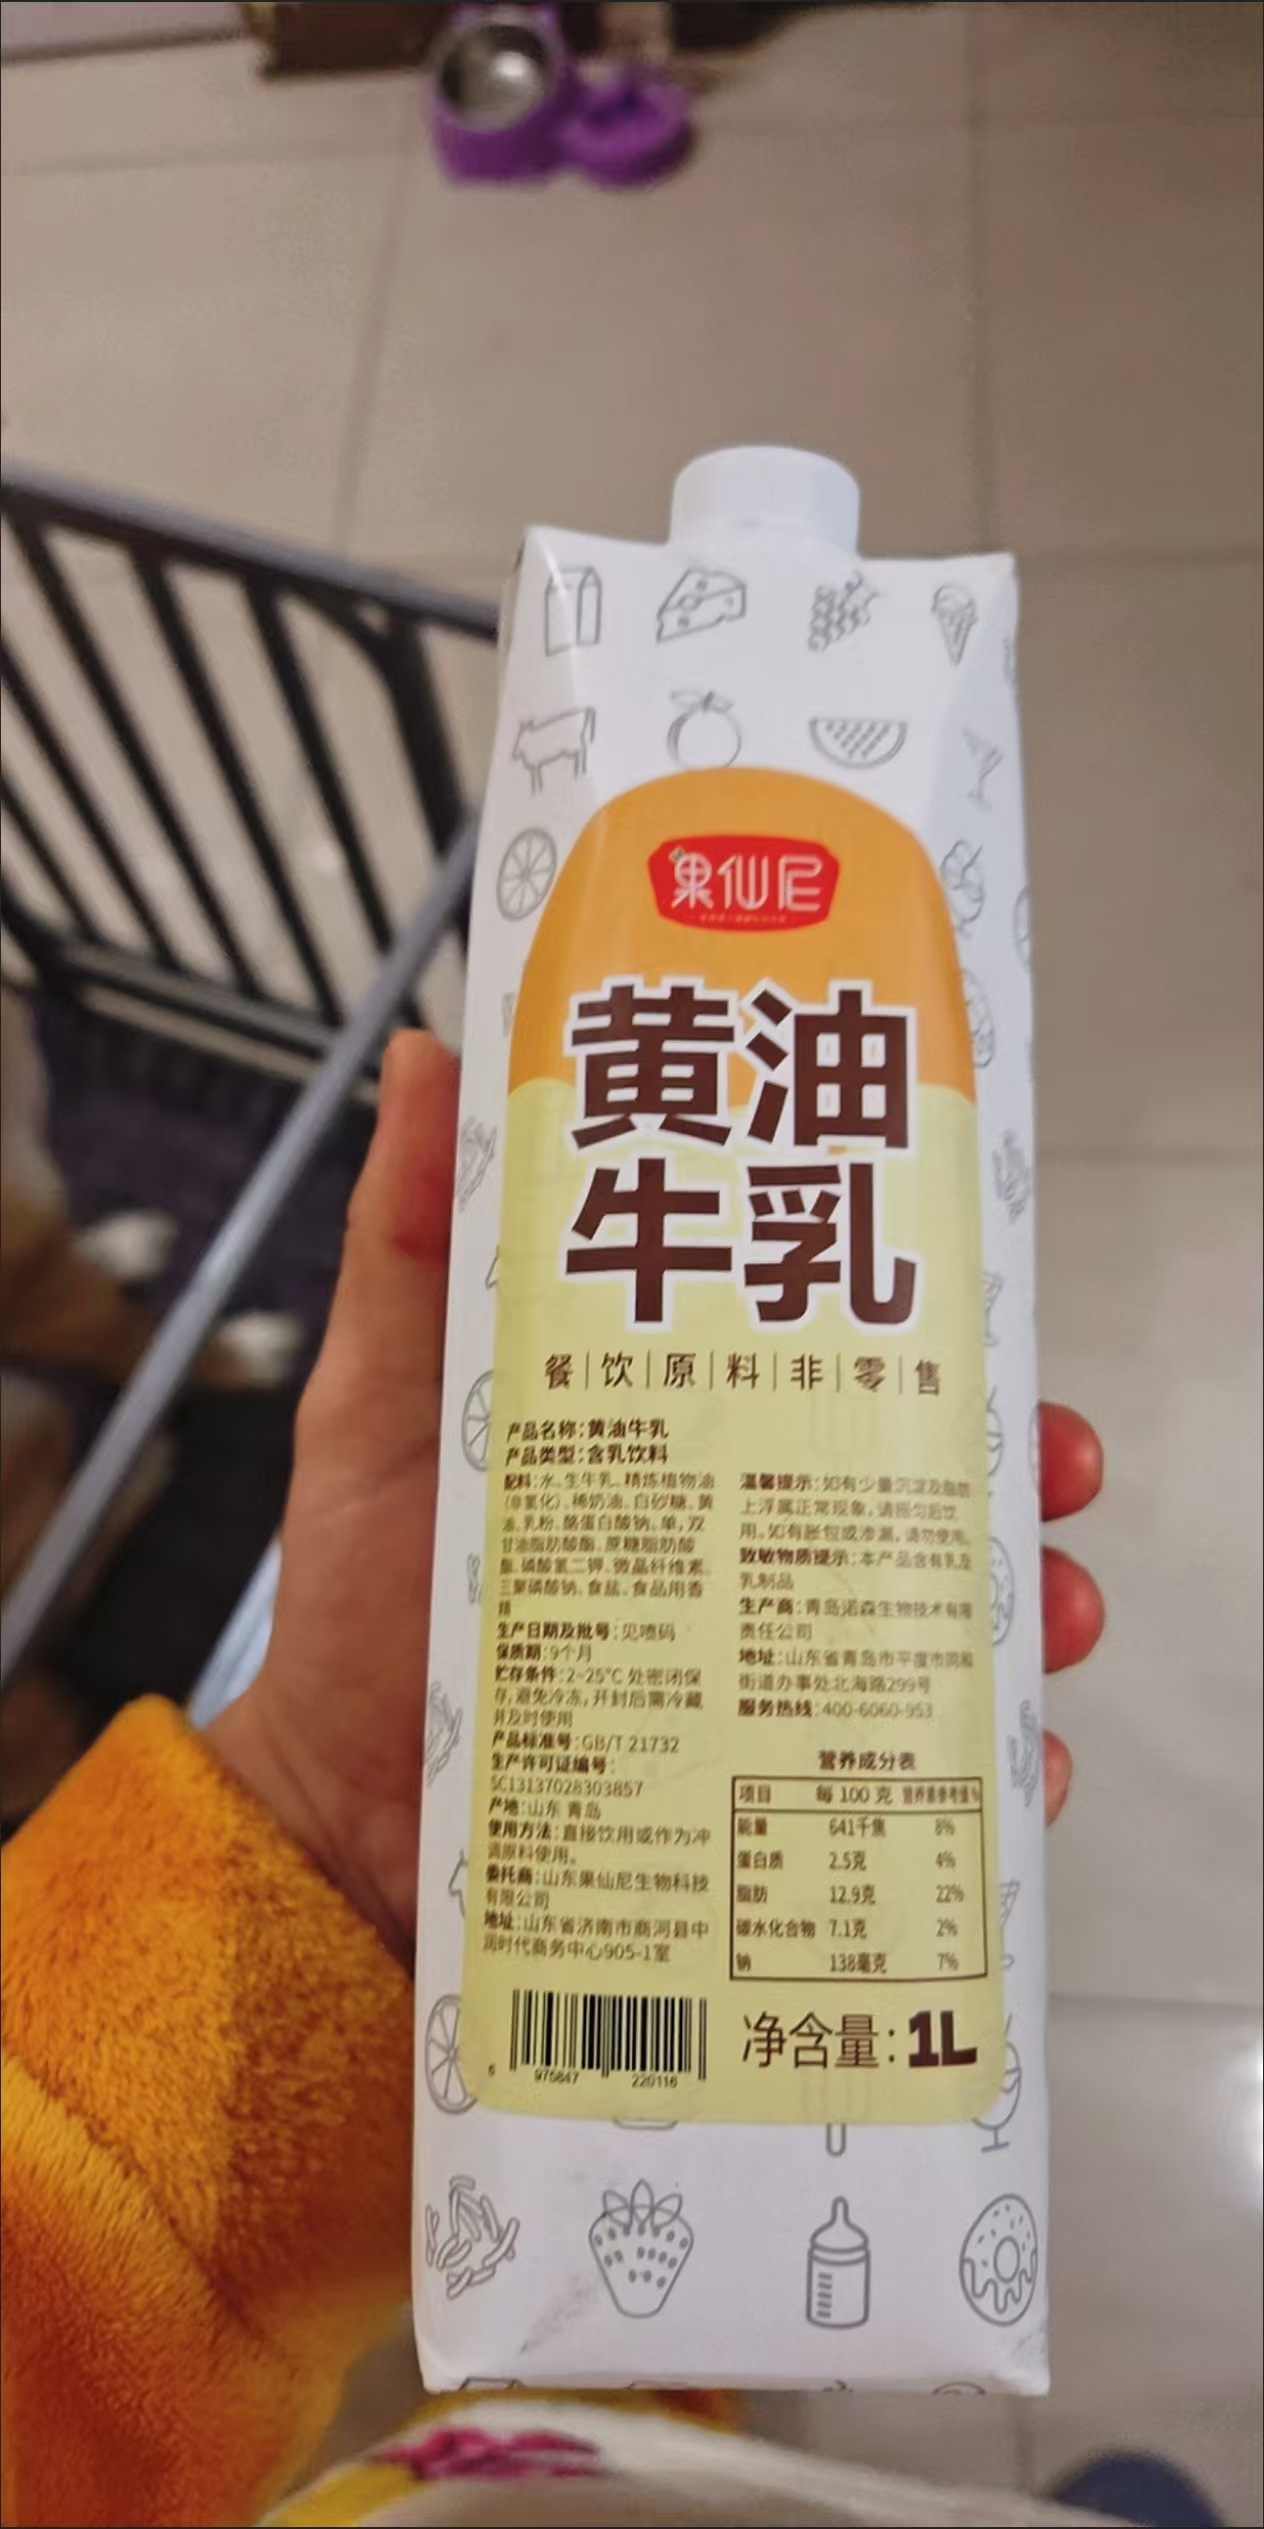 果仙尼
黄油
牛乳
餐饮原料非零售
产品名称:黄油牛乳
产品类型:含乳饮料
配料:水、生牛乳、精炼植物油
(非氢化)、稀奶油、白砂糖、黄
油、乳粉、酪蛋白酸钠、单,双
甘油脂肪酸酯、蔗糖脂肪酸
酯、磷酸氢二钾、微晶纤维素、
三聚磷酸钠、食盐、食品用香
精
生产日期及批号:见喷码
保质期:9个月
贮存条件:2-25℃ 处密闭保
存,避免冷冻,开封后需冷藏
并及时使用
产品标准号:GB/T 21732
生产许可证编号:
SC13137028303857
产地:山东 青岛
使用方法:直接饮用或作为冲
调原料使用。
委托商:山东果仙尼生物科技
有限公司
地址:山东省济南市商河县中
润时代商务中心905-1室
温馨提示:如有少量沉淀及脂肪
上浮属正常现象,请摇匀后饮
用。如有胀包或渗漏,请勿使用。
致敏物质提示:本产品含有乳及
乳制品
生产商:青岛诺森生物技术有限
责任公司
地址:山东省青岛市平度市同和
街道办事处北海路299号
服务热线:400-6060-953
营养成分表
项目 每 100 克 营养素参考值%
能量 641千焦 8%
蛋白质 2.5克 4%
脂肪 12.9克 22%
碳水化合物 7.1克 2%
钠 138毫克 7%
6 975847 220116
净含量:1L